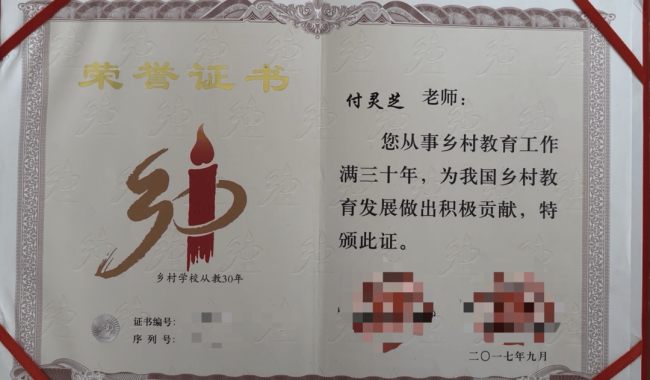 荣誉证书
乡村学校从教30年
证书编号：
序列号：
付灵芝 老师：
您从事乡村教育工作
满三十年，为我国乡村教
育发展做出积极贡献，特
颁此证。
二〇一七年九月